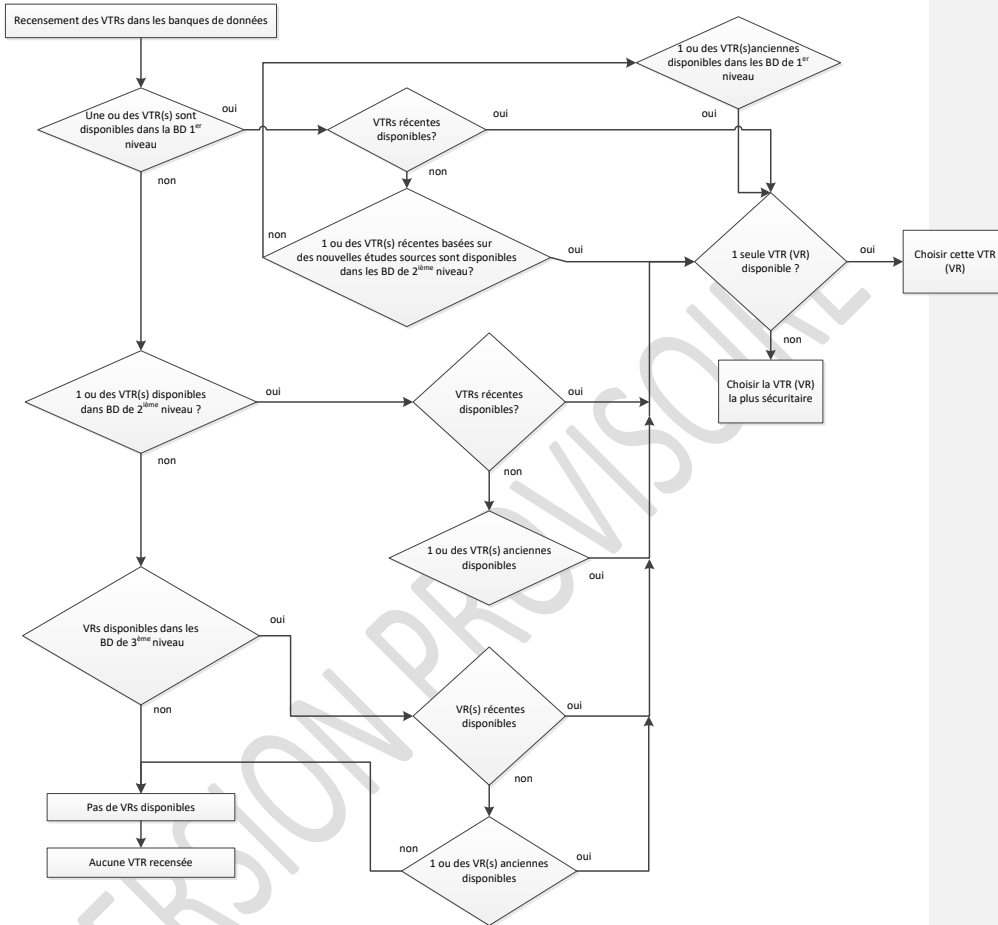 Recensement des VTRs dans les banques de données
1 ou des VTR(s)anciennes
disponibles dans les BD de 1er
niveau
Une ou des VTR(s) sont
disponibles dans la BD 1er
niveau
oui
non
VTRs récentes
disponibles?
oui
oui
non
1 ou des VTR(s) récentes basées sur
des nouvelles études sources sont disponibles
dans les BD de 2ième niveau?
non
oui
1 seule VTR (VR)
disponible ?
oui
non
Choisir cette VTR
(VR)
Choisir la VTR (VR)
la plus sécuritaire
1 ou des VTR(s) disponibles
dans BD de 2ième niveau ?
oui
non
VTRs récentes
disponibles?
oui
non
1 ou des VTR(s) anciennes
disponibles
oui
VRs disponibles dans les
BD de 3ème niveau
oui
non
VR(s) récentes
disponibles
oui
non
Pas de VRs disponibles
Aucune VTR recensée
1 ou des VR(s) anciennes
disponibles
non
oui
VERSION PROVISOIRE